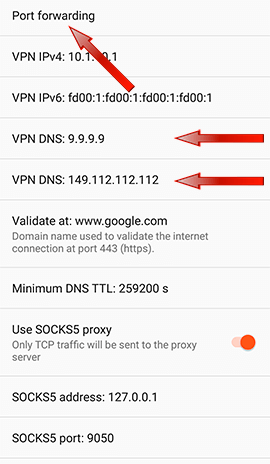 Port forwarding
VPN IPv4: 10.1.10.1
VPN IPv6: fd00:1:fd00:1:fd00:1:fd00:1
VPN DNS: 9.9.9.9
VPN DNS: 149.112.112.112
Validate at: www.google.com
Domain name used to validate the internet
connection at port 443 (https).
Minimum DNS TTL: 259200 s
Use SOCKS5 proxy
Only TCP traffic will be sent to the proxy
server
SOCKS5 address: 127.0.0.1
SOCKS5 port: 9050